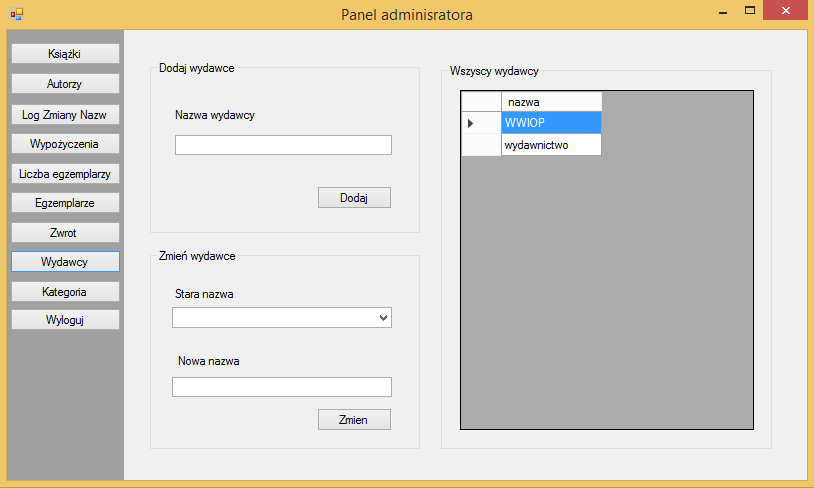 Panel adminisratora
Książki
Autorzy
Log Zmiany Nazw
Wypożyczenia
Liczba egzemplarzy
Egzemplarze
Zwrot
Wydawcy
Kategoria
Wyloguj
Dodaj wydawce
Nazwa wydawcy
Dodaj
Zmień wydawce
Stara nazwa
Nowa nazwa
Zmien
Wszyscy wydawcy
nazwa
WWIOP
wydawnictwo